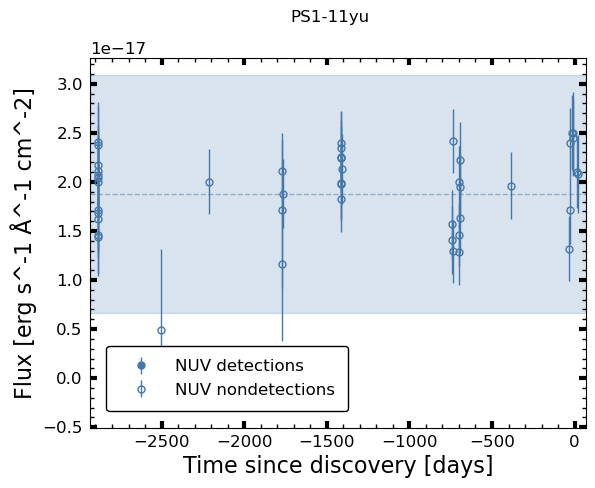 PS1-11yu
1e−17
3.0
2.5
2.0
1.5
1.0
0.5
0.0
−0.5
Flux [erg s^-1 Å^-1 cm^-2]
NUV detections
NUV nondetections
−2500 −2000 −1500 −1000 −500 0
Time since discovery [days]